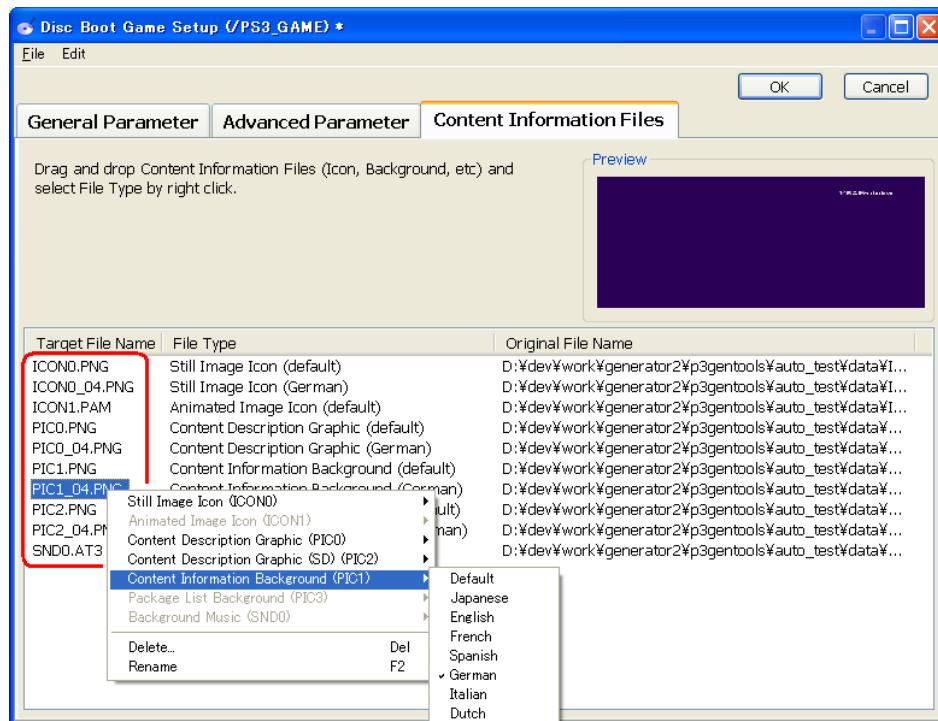 Disc Boot Game Setup (/PS3_GAME) *
File Edit
OK Cancel
General Parameter Advanced Parameter Content Information Files
Drag and drop Content Information Files (Icon, Background, etc) and
select File Type by right click.
Preview
Target File Name File Type Original File Name
ICON0.PNG Still Image Icon (default) D:¥dev¥work¥generator2¥p3gentools¥auto_test¥data¥I...
ICON0_04.PNG Still Image Icon (German) D:¥dev¥work¥generator2¥p3gentools¥auto_test¥data¥I...
ICON1.PAM Animated Image Icon (default) D:¥dev¥work¥generator2¥p3gentools¥auto_test¥data¥I...
PIC0.PNG Content Description Graphic (default) D:¥dev¥work¥generator2¥p3gentools¥auto_test¥data¥...
PIC0_04.PNG Content Description Graphic (German) D:¥dev¥work¥generator2¥p3gentools¥auto_test¥data¥...
PIC1.PNG Content Information Background (default) D:¥dev¥work¥generator2¥p3gentools¥auto_test¥data¥...
PIC1_04.PNG Content Information Background (German) D:¥dev¥work¥generator2¥p3gentools¥auto_test¥data¥...
PIC2.PNG ult) D:¥dev¥work¥generator2¥p3gentools¥auto_test¥data¥...
PIC2_04.PN man) D:¥dev¥work¥generator2¥p3gentools¥auto_test¥data¥...
SND0.AT3 D:¥dev¥work¥generator2¥p3gentools¥auto_test¥data¥...
Still Image Icon (ICON0)
Animated Image Icon (ICON1)
Content Description Graphic (PIC0)
Content Description Graphic (SD) (PIC2)
Content Information Background (PIC1)
Package List Background (PIC3)
Background Music (SND0)
Delete... Del
Rename F2
Default
Japanese
English
French
Spanish
German
Italian
Dutch